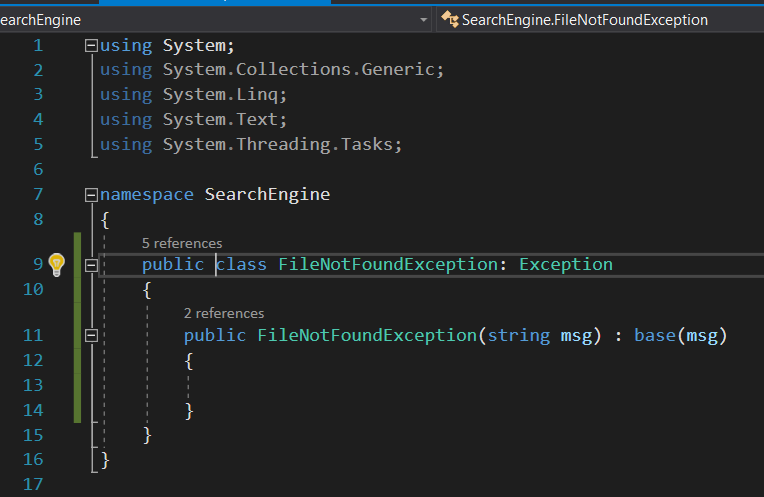 earchEngine
SearchEngine.FileNotFoundException
1 using System;
2 using System.Collections.Generic;
3 using System.Linq;
4 using System.Text;
5 using System.Threading.Tasks;
6
7 namespace SearchEngine
8 {
5 references
9 public class FileNotFoundException: Exception
10 {
2 references
11 public FileNotFoundException(string msg) : base(msg)
12 {
13
14 }
15 }
16 }
17